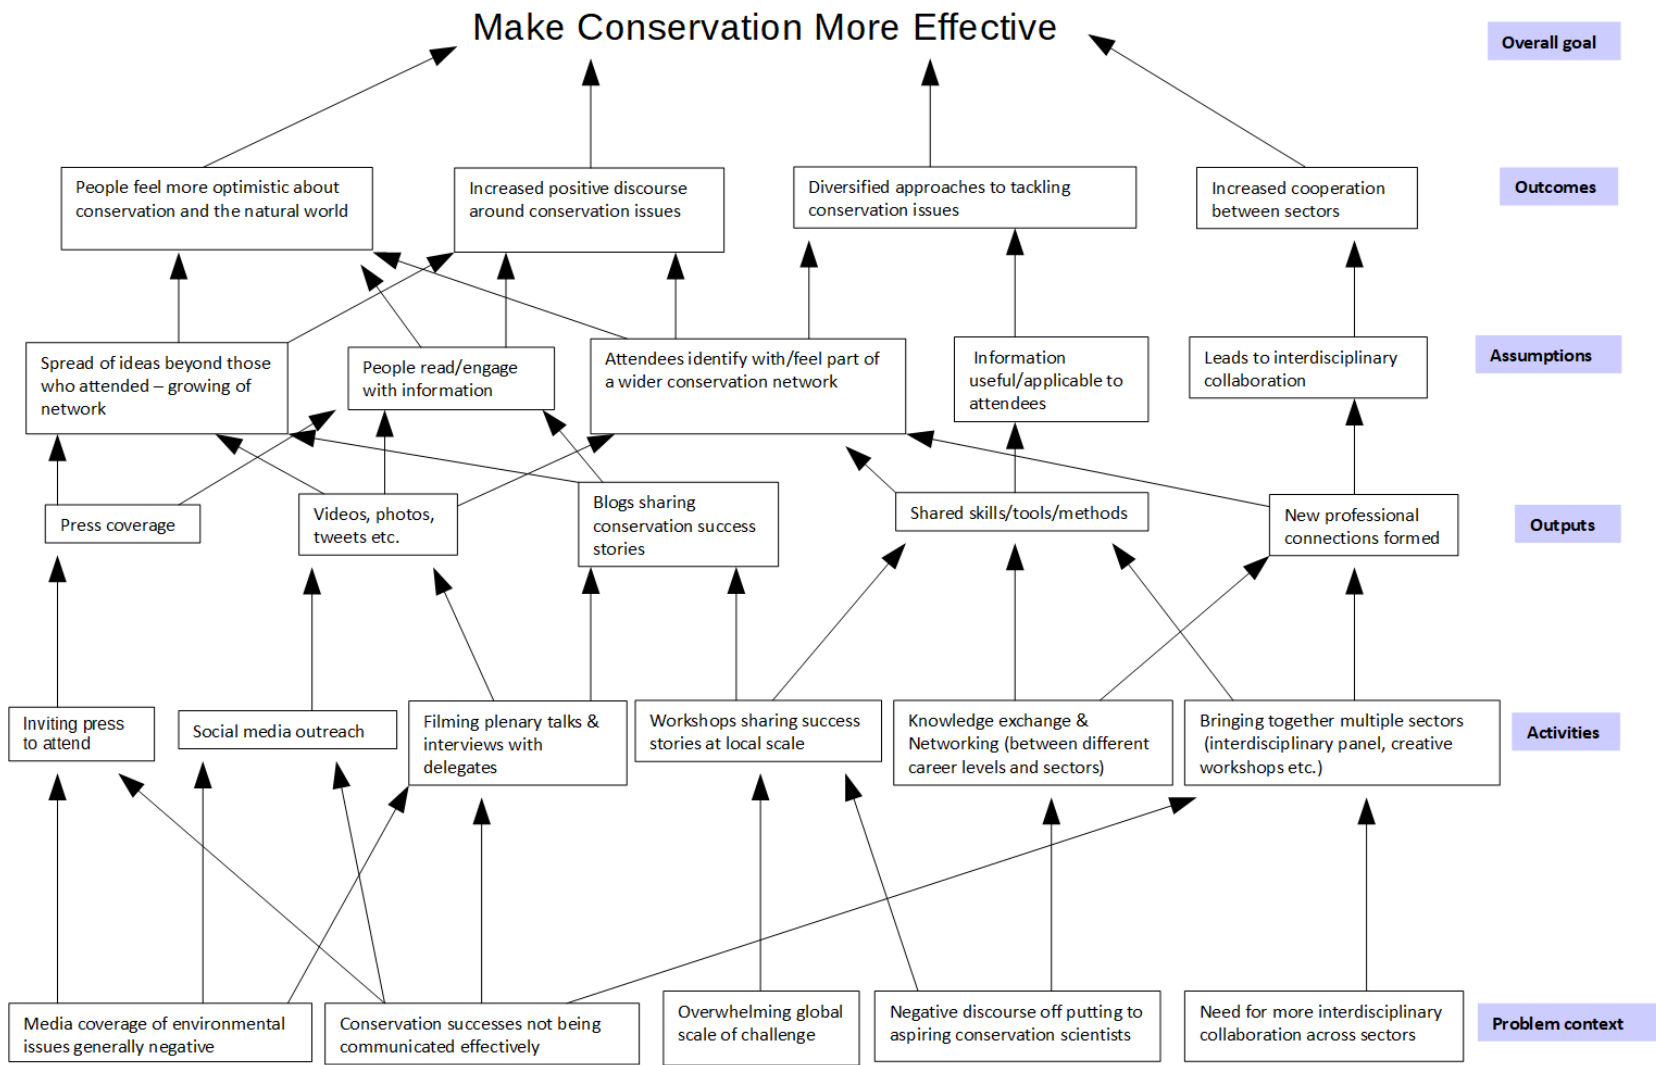 Make Conservation More Effective
Overall goal
People feel more optimistic about
conservation and the natural world
Increased positive discourse
around conservation issues
Diversified approaches to tackling
conservation issues
Increased cooperation
between sectors
Outcomes
Spread of ideas beyond those
who attended – growing of
network
People read/engage
with information
Attendees identify with/feel part of
a wider conservation network
Information
useful/applicable to
attendees
Leads to interdisciplinary
collaboration
Assumptions
Press coverage
Videos, photos,
tweets etc.
Blogs sharing
conservation success
stories
Shared skills/tools/methods
New professional
connections formed
Outputs
Inviting press
to attend
Social media outreach
Filming plenary talks &
interviews with
delegates
Workshops sharing success
stories at local scale
Knowledge exchange &
Networking (between different
career levels and sectors)
Bringing together multiple sectors
(interdisciplinary panel, creative
workshops etc.)
Activities
Media coverage of environmental
issues generally negative
Conservation successes not being
communicated effectively
Overwhelming global
scale of challenge
Negative discourse off putting to
aspiring conservation scientists
Need for more interdisciplinary
collaboration across sectors
Problem context